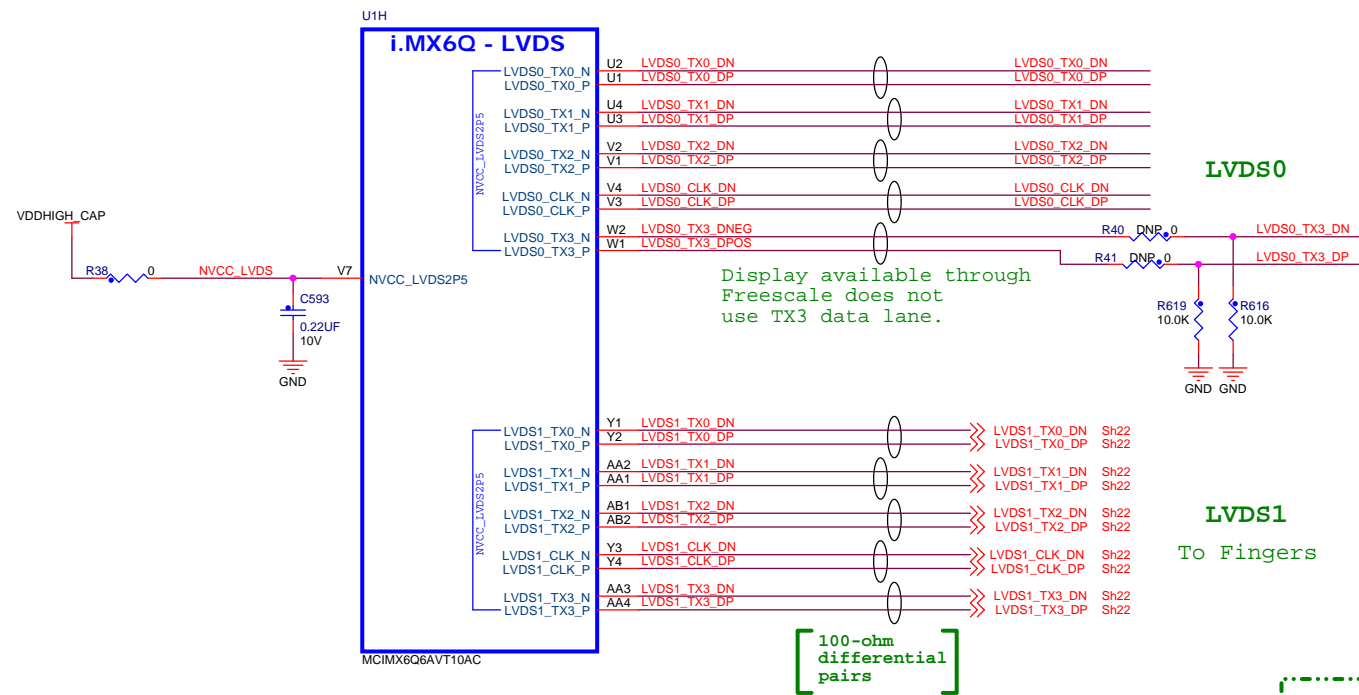 U1H
i.MX6Q - LVDS
LVDS0_TX0_N U2 LVDS0_TX0_DN LVDS0_TX0_DN
LVDS0_TX0_P U1 LVDS0_TX0_DP LVDS0_TX0_DP
LVDS0_TX1_N U4 LVDS0_TX1_DN LVDS0_TX1_DN
LVDS0_TX1_P U3 LVDS0_TX1_DP LVDS0_TX1_DP
NVCC_LVDS2P5
LVDS0_TX2_N V2 LVDS0_TX2_DN LVDS0_TX2_DN
LVDS0_TX2_P V1 LVDS0_TX2_DP LVDS0_TX2_DP
LVDS0
LVDS0_CLK_N V4 LVDS0_CLK_DN LVDS0_CLK_DN
LVDS0_CLK_P V3 LVDS0_CLK_DP LVDS0_CLK_DP
VDDHIGH_CAP
LVDS0_TX3_N W2 LVDS0_TX3_DNEG R40 DNP 0 LVDS0_TX3_DN
LVDS0_TX3_P W1 LVDS0_TX3_DPOS R41 DNP 0 LVDS0_TX3_DP
R38 0 NVCC_LVDS V7 NVCC_LVDS2P5
Display available through
Freescale does not
use TX3 data lane.
C593
0.22UF
10V
GND
R619
10.0K
R616
10.0K
GND GND
LVDS1_TX0_N Y1 LVDS1_TX0_DN LVDS1_TX0_DN Sh22
LVDS1_TX0_P Y2 LVDS1_TX0_DP LVDS1_TX0_DP Sh22
LVDS1_TX1_N AA2 LVDS1_TX1_DN LVDS1_TX1_DN Sh22
LVDS1_TX1_P AA1 LVDS1_TX1_DP LVDS1_TX1_DP Sh22
NVCC_LVDS2P5
LVDS1_TX2_N AB1 LVDS1_TX2_DN LVDS1_TX2_DN Sh22
LVDS1_TX2_P AB2 LVDS1_TX2_DP LVDS1_TX2_DP Sh22
LVDS1
To Fingers
LVDS1_CLK_N Y3 LVDS1_CLK_DN LVDS1_CLK_DN Sh22
LVDS1_CLK_P Y4 LVDS1_CLK_DP LVDS1_CLK_DP Sh22
LVDS1_TX3_N AA3 LVDS1_TX3_DN LVDS1_TX3_DN Sh22
LVDS1_TX3_P AA4 LVDS1_TX3_DP LVDS1_TX3_DP Sh22
100-ohm
differential
pairs
MCIMX6Q6AVT10AC